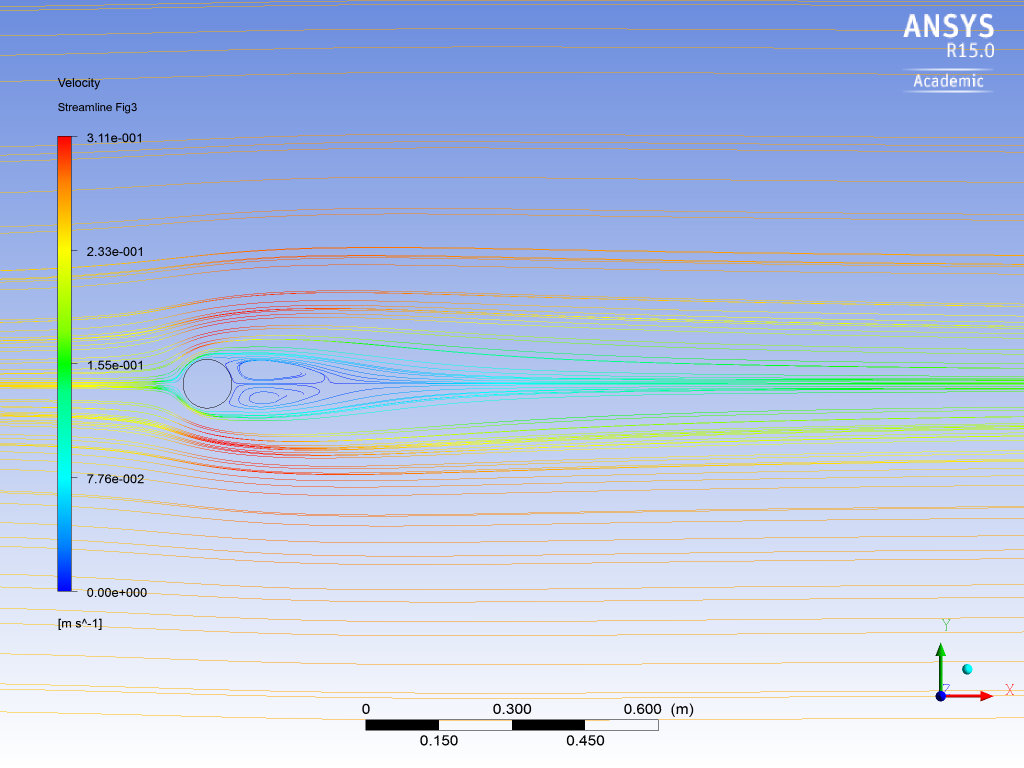 ANSYS
R15.0
Academic
Velocity
Streamline Fig3
3.11e-001
2.33e-001
1.55e-001
7.76e-002
0.00e+000
[m s^-1]
Y
Z
X
0 0.300 0.600 (m)
0.150 0.450